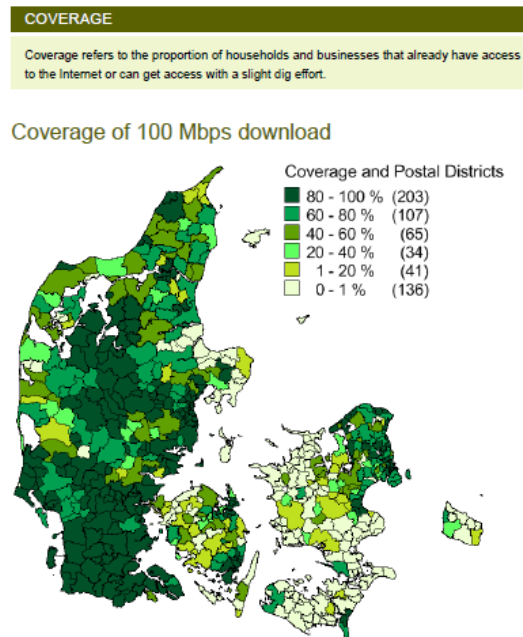 COVERAGE
Coverage refers to the proportion of households and businesses that already have access
to the Internet or can get access with a slight dig effort.
Coverage of 100 Mbps download
Coverage and Postal Districts
80 - 100 % (203)
60 - 80 % (107)
40 - 60 % (65)
20 - 40 % (34)
1 - 20 % (41)
0 - 1 % (136)